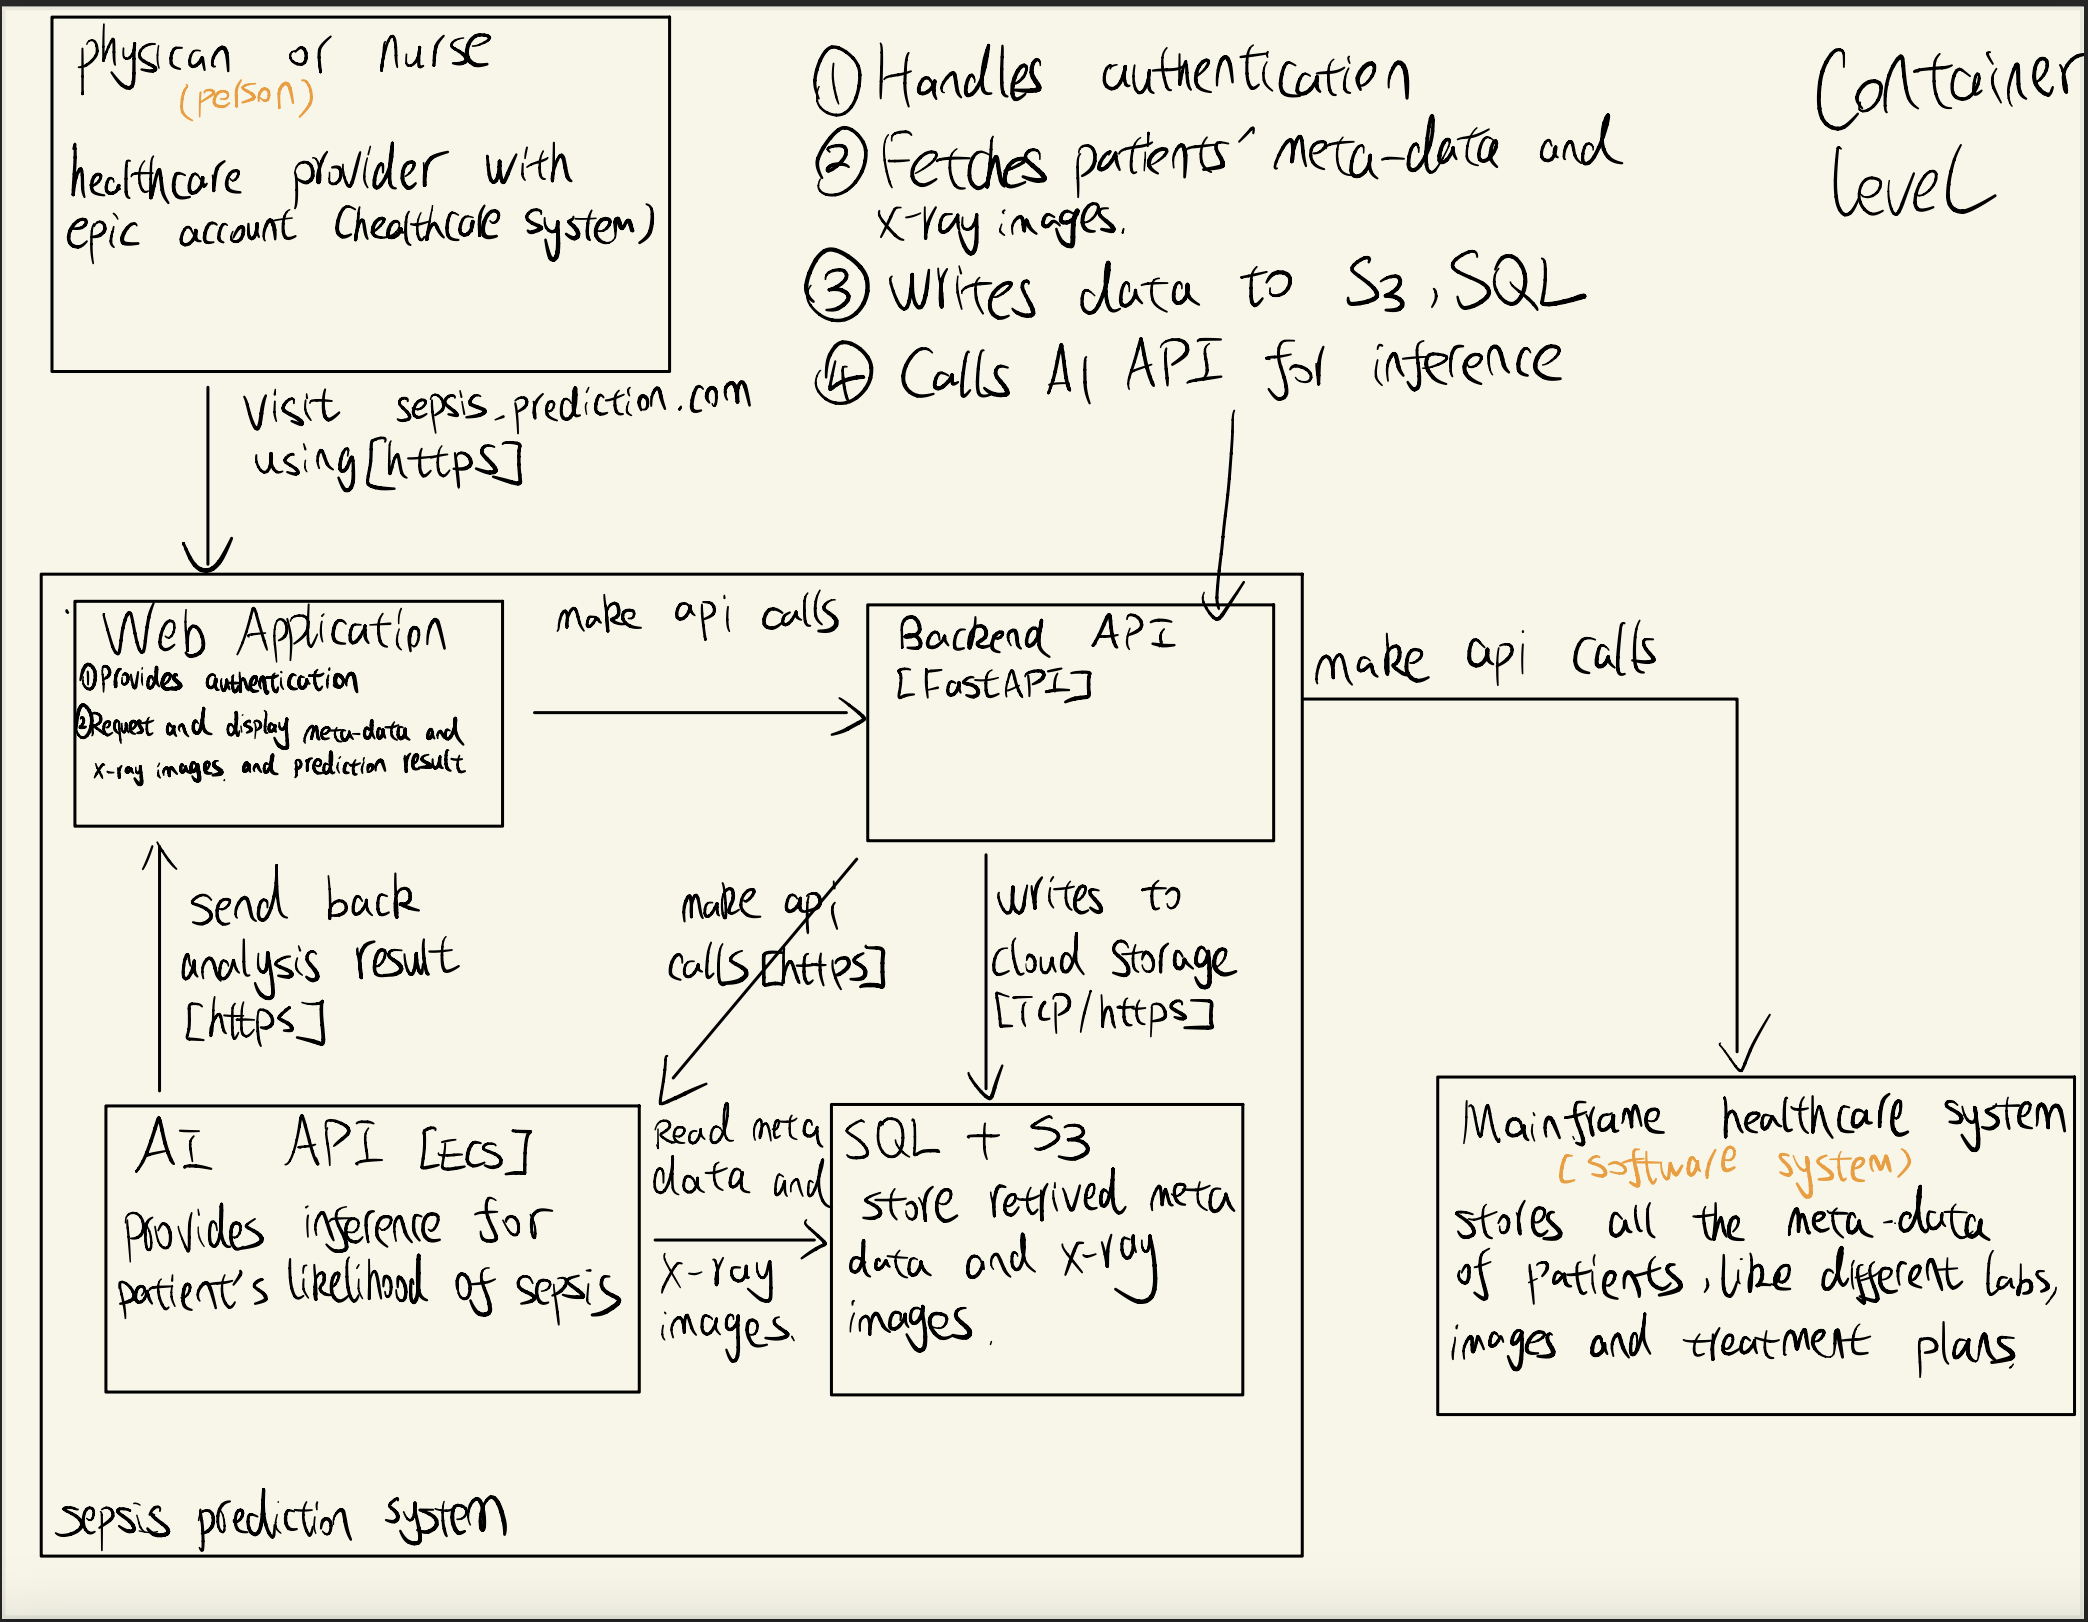 physican or nurse
(person)
healthcare provider with
epic account (healthcare system)
① Handles authentication
② Fetches patients' meta-data and
x-ray images.
③ writes data to S3, SQL
④ Calls AI API for inference
Container
level
Visit sepsis_prediction.com
using [https]
Web Application
① Provides authentication
② Request and display meta-data and
x-ray images. and prediction result
make api calls
Backend API
[FastAPI]
make api calls
send back
analysis result
[https]
make api
calls [https]
writes to
cloud storage
[TCP/https]
AI API [ECS]
provides inference for
patient's likelihood of sepsis
Read meta
data and
x-ray
images.
SQL + S3
store retrived meta
data and x-ray
images.
Mainframe healthcare system
(software system)
stores all the meta-data
of patients, like different labs,
images and treatment plans.
sepsis prediction system